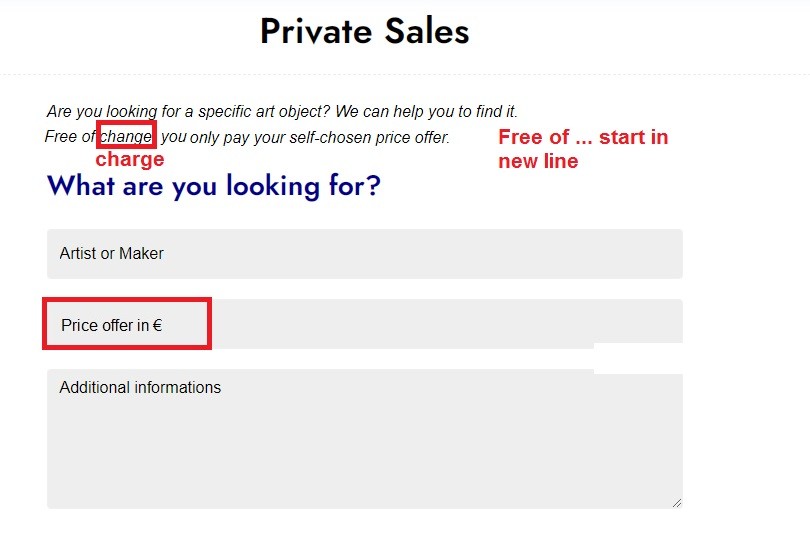 Private Sales
Are you looking for a specific art object? We can help you to find it.
Free of change, you only pay your self-chosen price offer.
Free of ... start in
new line
charge
What are you looking for?
Artist or Maker
Price offer in €
Additional informations